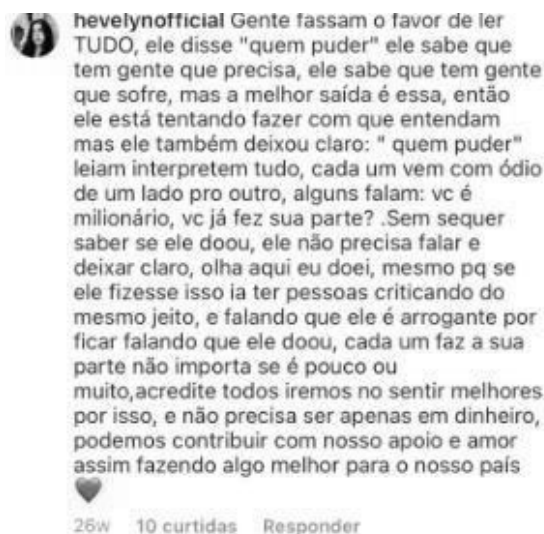 hevelynofficial Gente fassam o favor de ler
TUDO, ele disse "quem puder" ele sabe que
tem gente que precisa, ele sabe que tem gente
que sofre, mas a melhor saída é essa, então
ele está tentando fazer com que entendam
mas ele também deixou claro: " quem puder"
leiam interpretem tudo, cada um vem com ódio
de um lado pro outro, alguns falam: vc é
milionário, vc já fez sua parte? .Sem sequer
saber se ele doou, ele não precisa falar e
deixar claro, olha aqui eu doei, mesmo pq se
ele fizesse isso ia ter pessoas criticando do
mesmo jeito, e falando que ele é arrogante por
ficar falando que ele doou, cada um faz a sua
parte não importa se é pouco ou
muito,acredite todos iremos no sentir melhores
por isso, e não precisa ser apenas em dinheiro,
podemos contribuir com nosso apoio e amor
assim fazendo algo melhor para o nosso país
26w 10 curtidas Responder